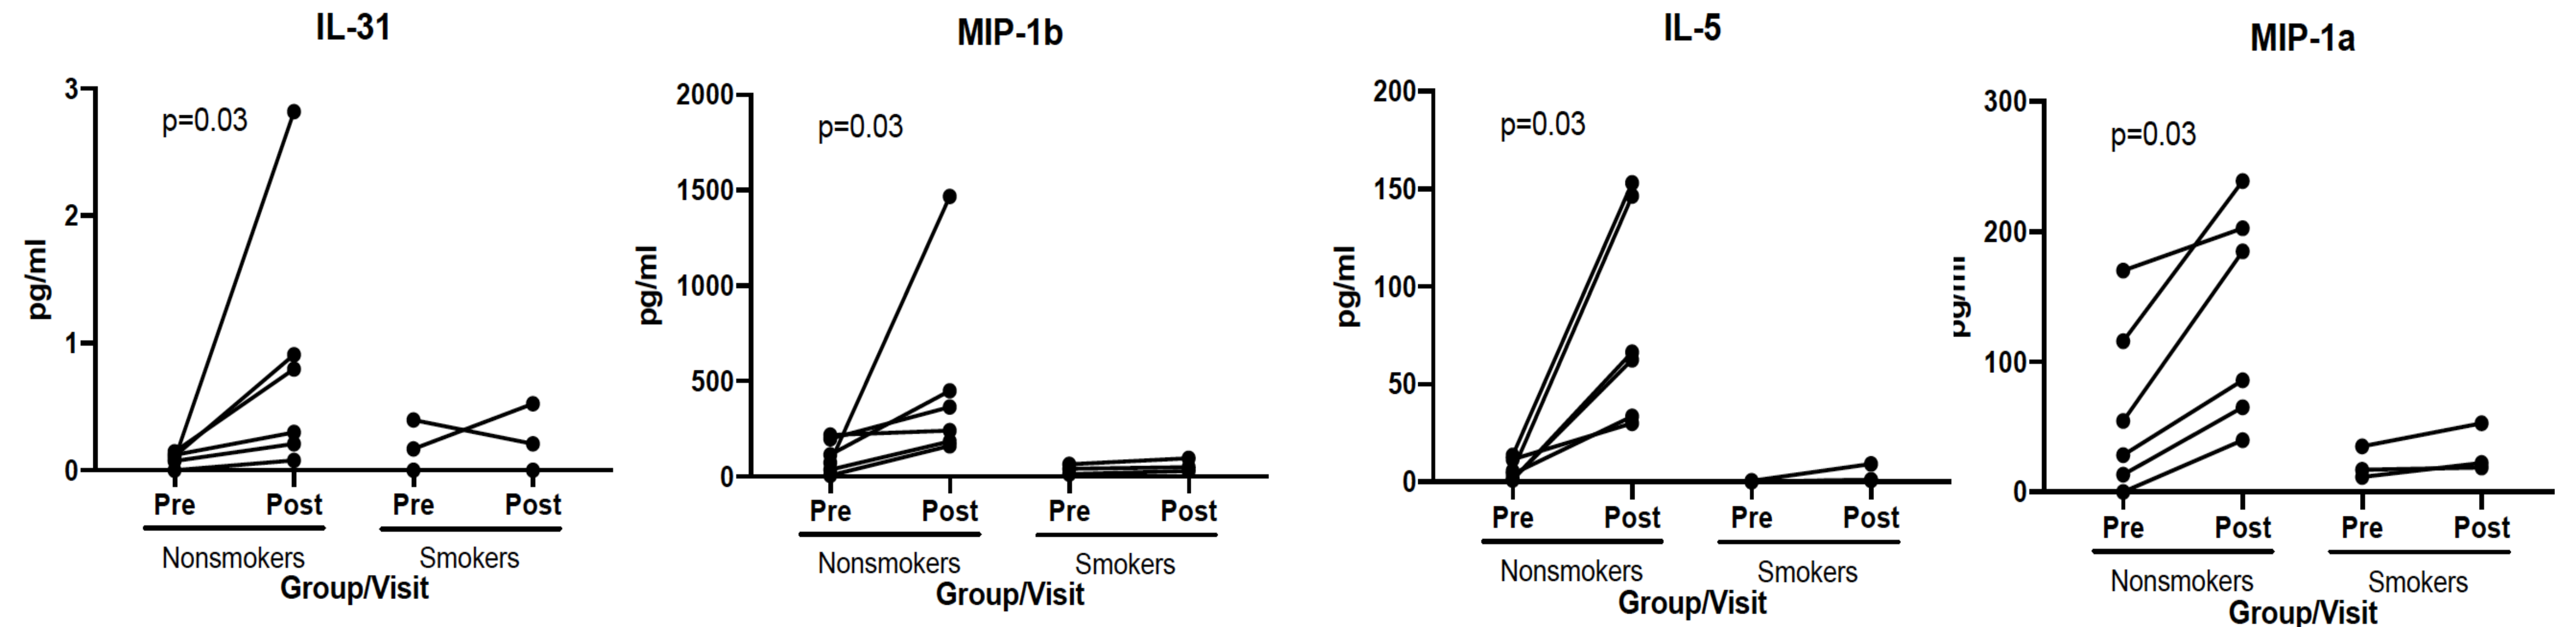 IL-31
p=0.03
pg/ml
3
2
1
0
Pre Post Pre Post
Nonsmokers Smokers
Group/Visit
MIP-1b
p=0.03
pg/ml
2000
1500
1000
500
0
Pre Post Pre Post
Nonsmokers Smokers
Group/Visit
IL-5
p=0.03
pg/ml
200
150
100
50
0
Pre Post Pre Post
Nonsmokers Smokers
Group/Visit
MIP-1a
p=0.03
pg/ml
300
200
100
0
Pre Post Pre Post
Nonsmokers Smokers
Group/Visit